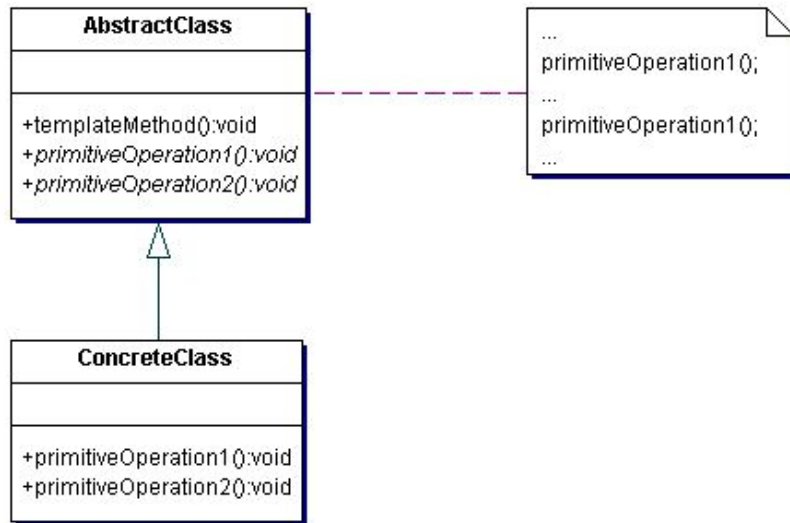 AbstractClass
+templateMethod():void
+primitiveOperation1():void
+primitiveOperation2():void
...
primitiveOperation1();
...
primitiveOperation1();
...
ConcreteClass
+primitiveOperation1():void
+primitiveOperation2():void